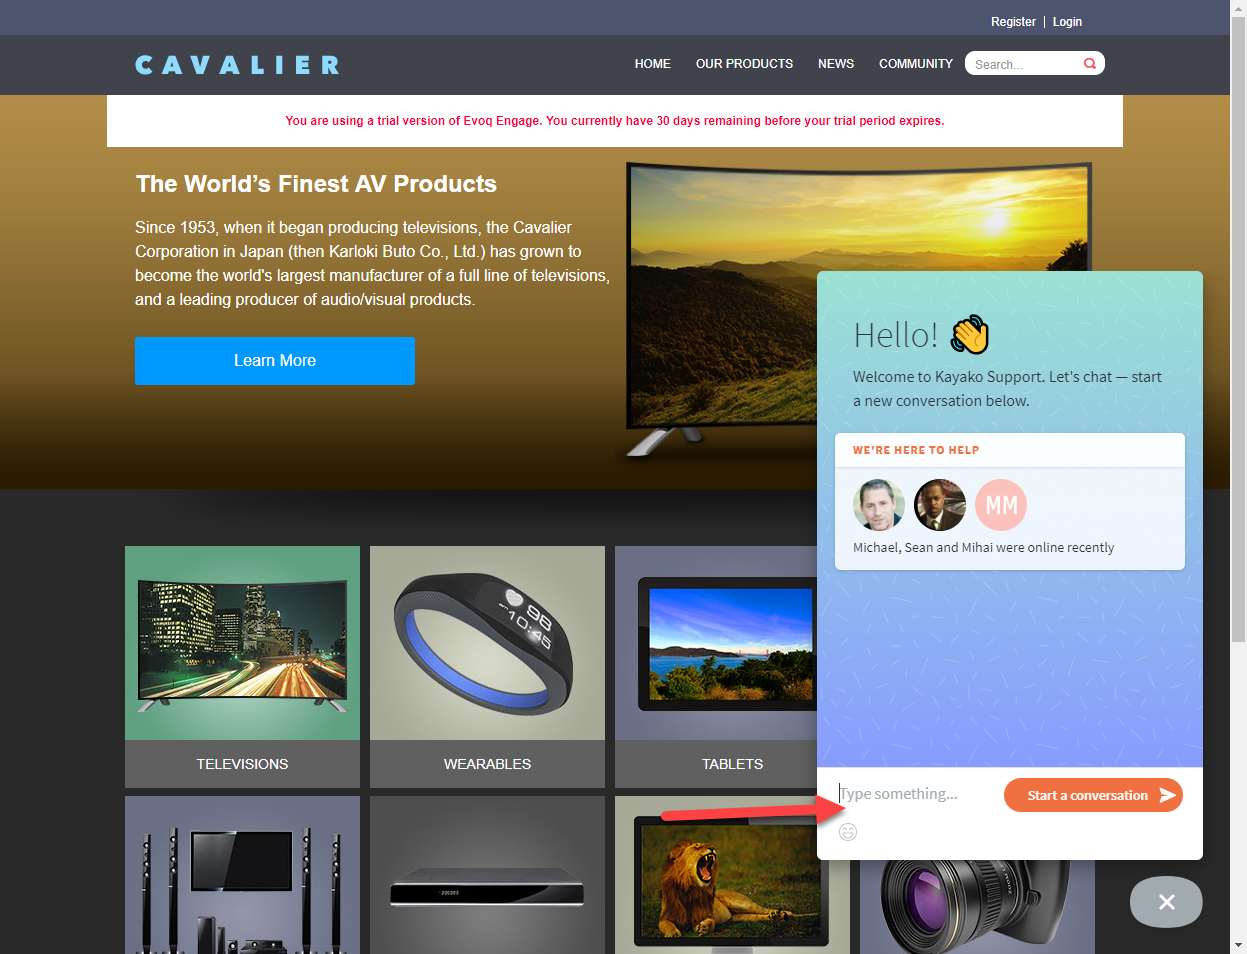 Register | Login
CAVALIER
HOME OUR PRODUCTS NEWS COMMUNITY Search...
You are using a trial version of Evoq Engage. You currently have 30 days remaining before your trial period expires.
The World’s Finest AV Products
Since 1953, when it began producing televisions, the Cavalier
Corporation in Japan (then Karloki Buto Co., Ltd.) has grown to
become the world's largest manufacturer of a full line of televisions,
and a leading producer of audio/visual products.
Learn More
Hello!
Welcome to Kayako Support. Let's chat — start
a new conversation below.
WE'RE HERE TO HELP
MM
Michael, Sean and Mihai were online recently
98
am 10:45
TELEVISIONS WEARABLES TABLETS
Type something... Start a conversation